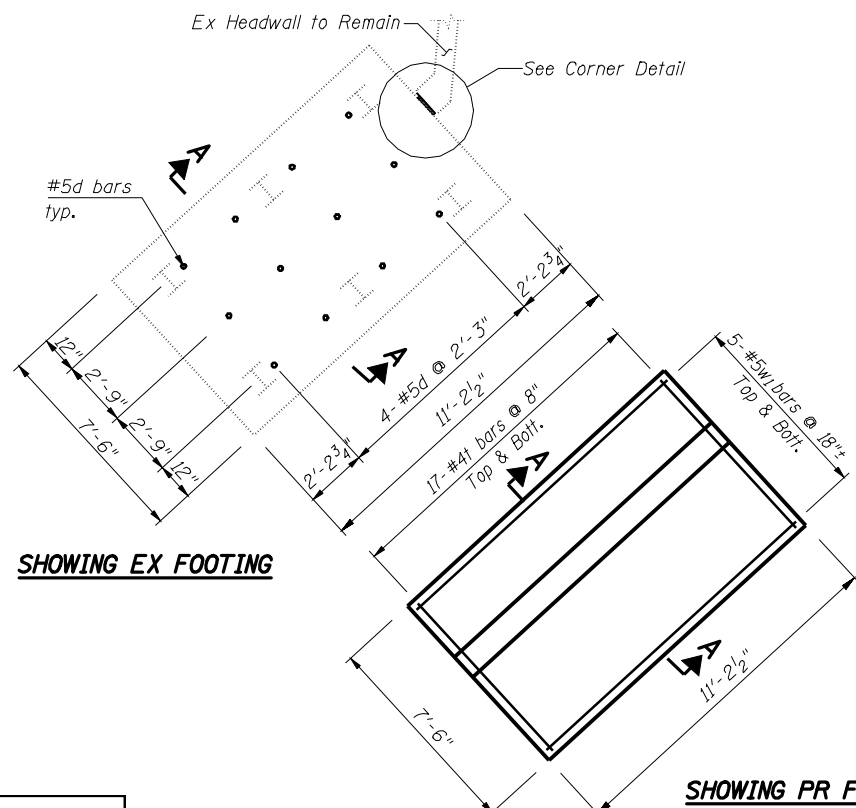 Ex Headwall to Remain
See Corner Detail
A
#5d bars
typ.
2'-2¾"
A
4- #5d @ 2'-3"
11'-2½"
12"
2'-9"
2'-9"
12"
7'-6"
2'-2¾"
17- #4t bars @ 8"
Top & Bott.
5- #5w1 bars @ 18"±
Top & Bott.
A
SHOWING EX FOOTING
A
11'-2½"
7'-6"
SHOWING PR F